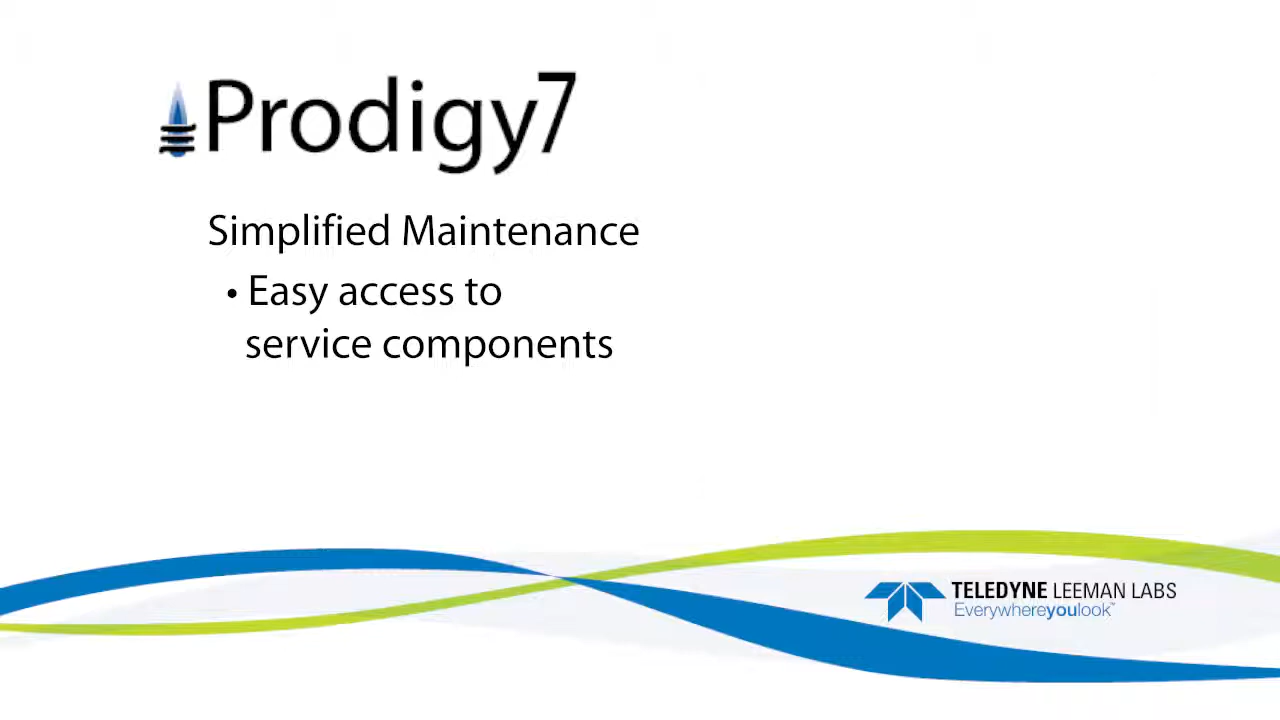 Prodigy7
Simplified Maintenance
• Easy access to
service components
TELEDYNE LEEMAN LABS
Everywhereyoulook™